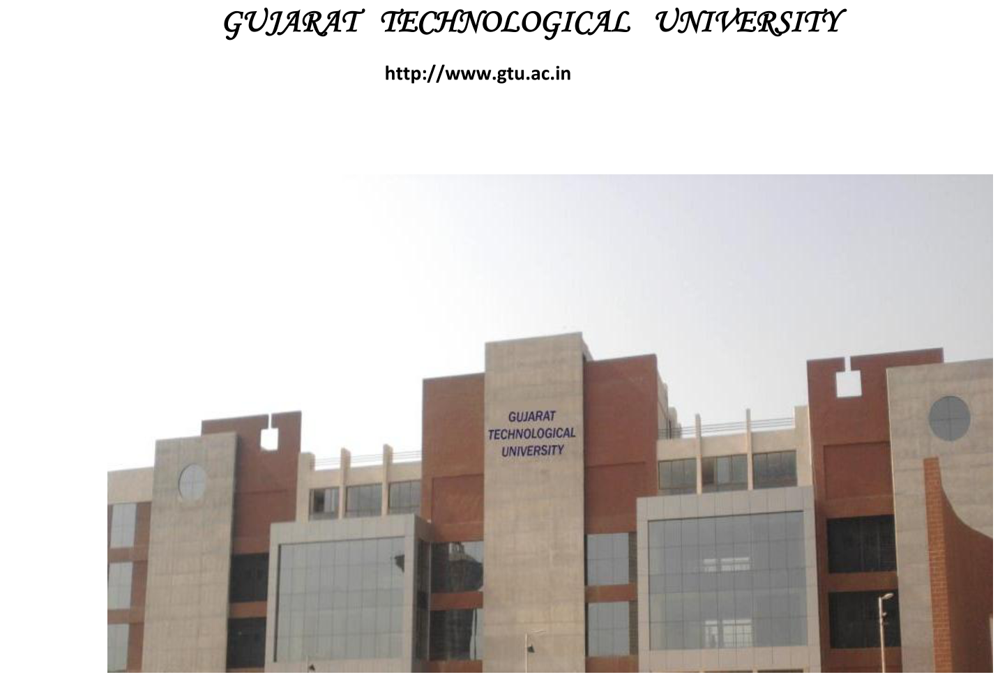 GUJARAT TECHNOLOGICAL UNIVERSITY
http://www.gtu.ac.in
GUJARAT
TECHNOLOGICAL
UNIVERSITY